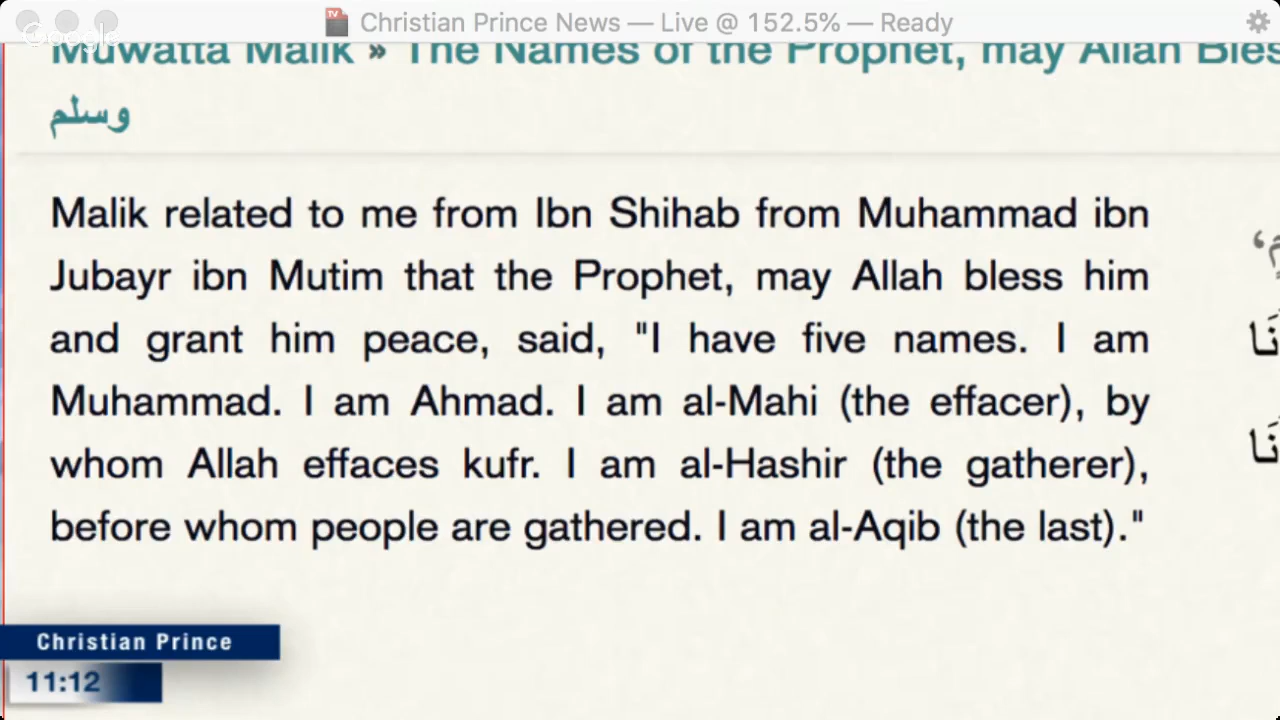 Christian Prince News — Live @ 152.5% — Ready
Google
Muwatta Malik » The Names of the Prophet, may Allah Bles
وسلم
Malik related to me from Ibn Shihab from Muhammad ibn
Jubayr ibn Mutim that the Prophet, may Allah bless him
and grant him peace, said, "I have five names. I am
Muhammad. I am Ahmad. I am al-Mahi (the effacer), by
whom Allah effaces kufr. I am al-Hashir (the gatherer),
before whom people are gathered. I am al-Aqib (the last)."
Christian Prince
11:12